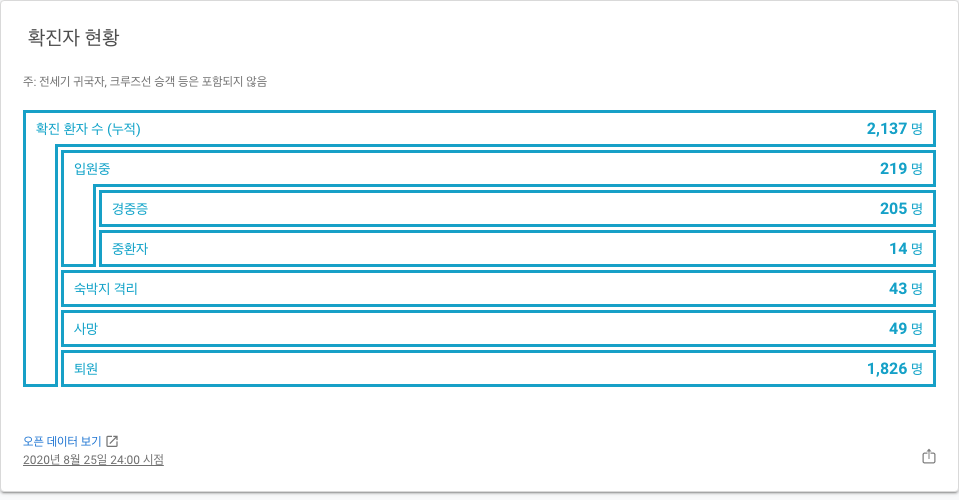 확진자 현황
주: 전세기 귀국자, 크루즈선 승객 등은 포함되지 않음
확진 환자 수 (누적) 2,137 명
입원중 219 명
경중증 205 명
중환자 14 명
숙박지 격리 43 명
사망 49 명
퇴원 1,826 명
오픈 데이터 보기
2020년 8월 25일 24:00 시점